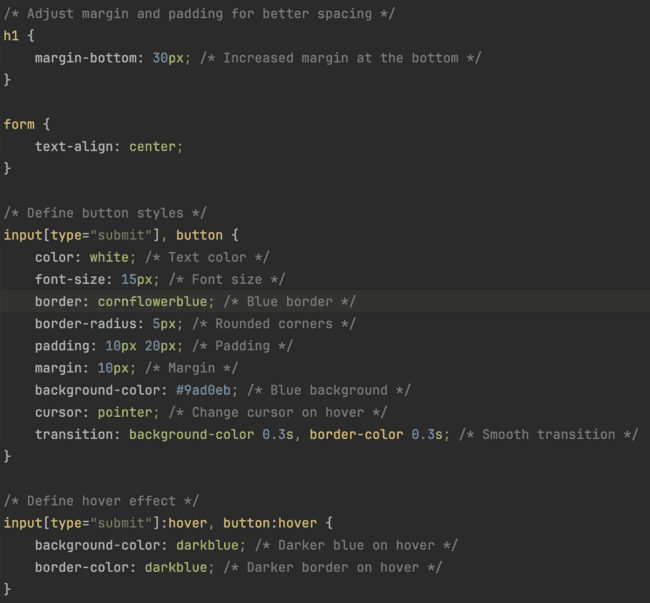 /* Adjust margin and padding for better spacing */
h1 {
    margin-bottom: 30px; /* Increased margin at the bottom */
}

form {
    text-align: center;
}

/* Define button styles */
input[type="submit"], button {
    color: white; /* Text color */
    font-size: 15px; /* Font size */
    border: cornflowerblue; /* Blue border */
    border-radius: 5px; /* Rounded corners */
    padding: 10px 20px; /* Padding */
    margin: 10px; /* Margin */
    background-color: #9ad0eb; /* Blue background */
    cursor: pointer; /* Change cursor on hover */
    transition: background-color 0.3s, border-color 0.3s; /* Smooth transition */
}

/* Define hover effect */
input[type="submit"]:hover, button:hover {
    background-color: darkblue; /* Darker blue on hover */
    border-color: darkblue; /* Darker border on hover */
}